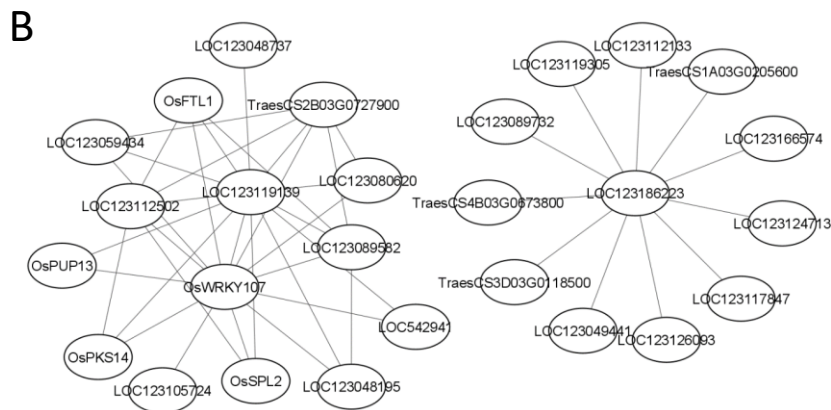 B
LOC123048737
OsFTL1
TraesCS2B03G0727900
LOC123059434
LOC123119139
LOC123080620
LOC123112502
LOC123089582
OsPUP13
OsWRKY107
LOC542941
OsPKS14
LOC123105724
OsSPL2
LOC123048195
LOC123112133
LOC123119305
TraesCS1A03G0205600
LOC123089732
LOC123166574
LOC123186223
TraesCS4B03G0673800
LOC123124713
TraesCS3D03G0118500
LOC123117847
LOC123049441
LOC123126093